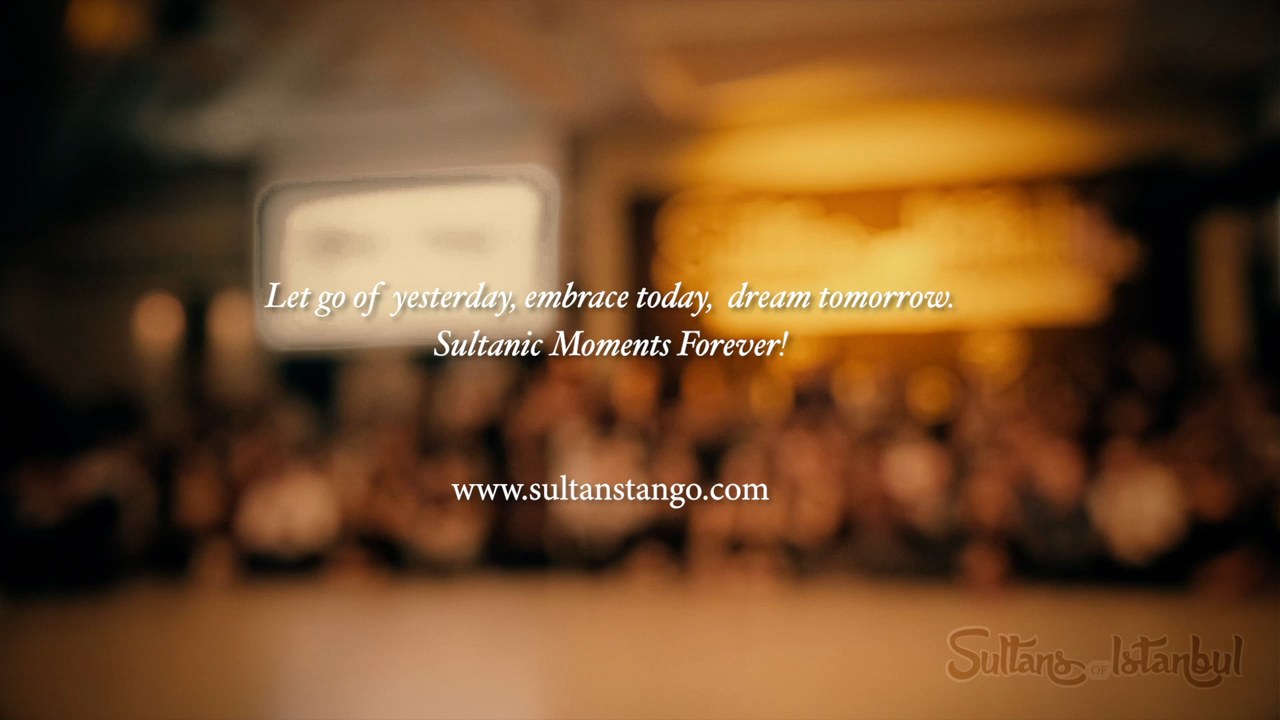 Let go of yesterday, embrace today, dream tomorrow.
Sultanic Moments Forever!
www.sultanstango.com
Sultans OF Istanbul